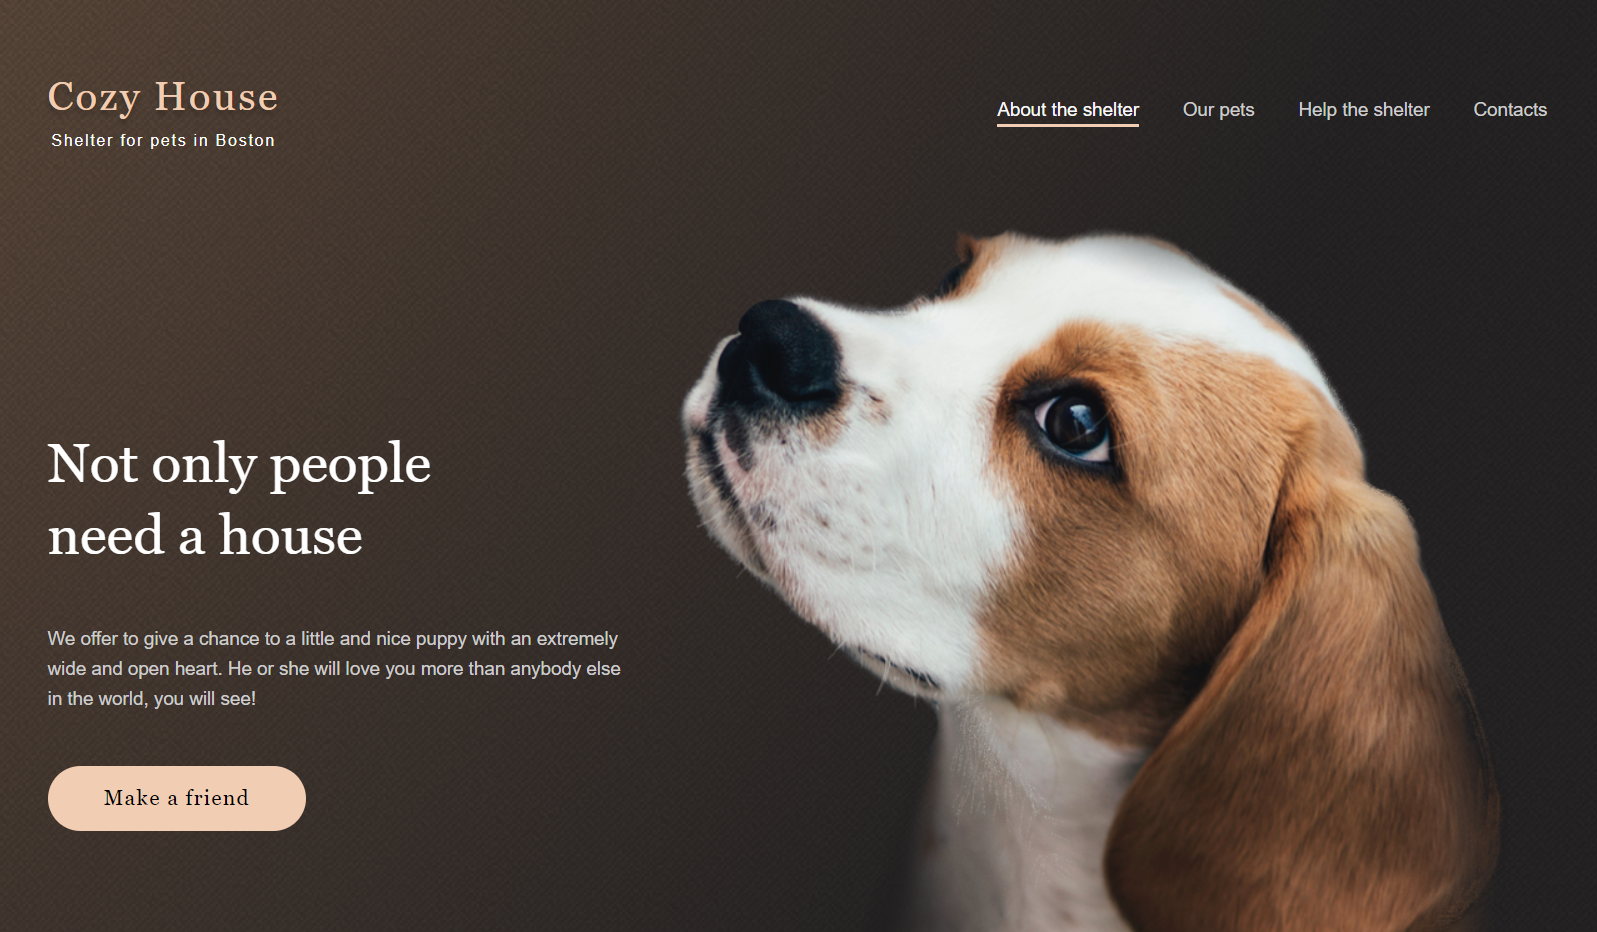 Cozy House
Shelter for pets in Boston
About the shelter
Our pets
Help the shelter
Contacts
Not only people
need a house
We offer to give a chance to a little and nice puppy with an extremely
wide and open heart. He or she will love you more than anybody else
in the world, you will see!
Make a friend